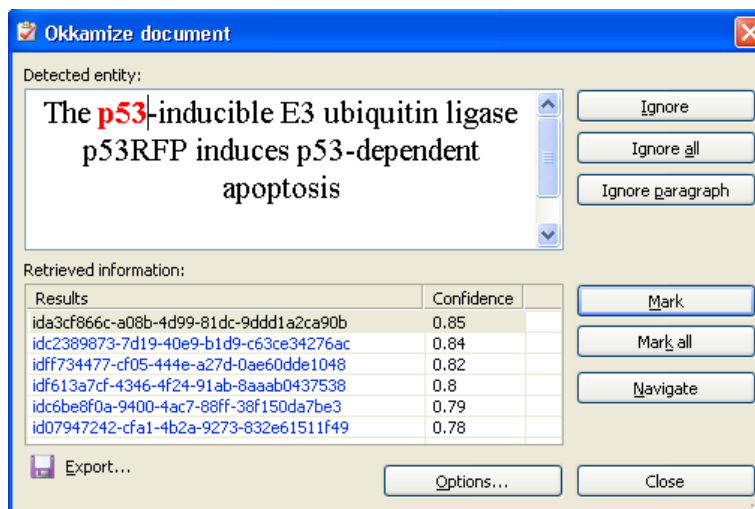 Okkamize document
Detected entity:
The p53-inducible E3 ubiquitin ligase
p53RFP induces p53-dependent
apoptosis
Ignore
Ignore all
Ignore paragraph
Retrieved information:
Results Confidence
ida3cf866c-a08b-4d99-81dc-9ddd1a2ca90b 0.85
idc2389873-7d19-40e9-b1d9-c63ce34276ac 0.84
idff734477-cf05-444e-a27d-0ae60dde1048 0.82
idf613a7cf-4346-4f24-91ab-8aaab0437538 0.8
idc6be8f0a-9400-4ac7-88ff-38f150da7be3 0.79
id07947242-cfa1-4b2a-9273-832e61511f49 0.78
Mark
Mark all
Navigate
Export...
Options...
Close